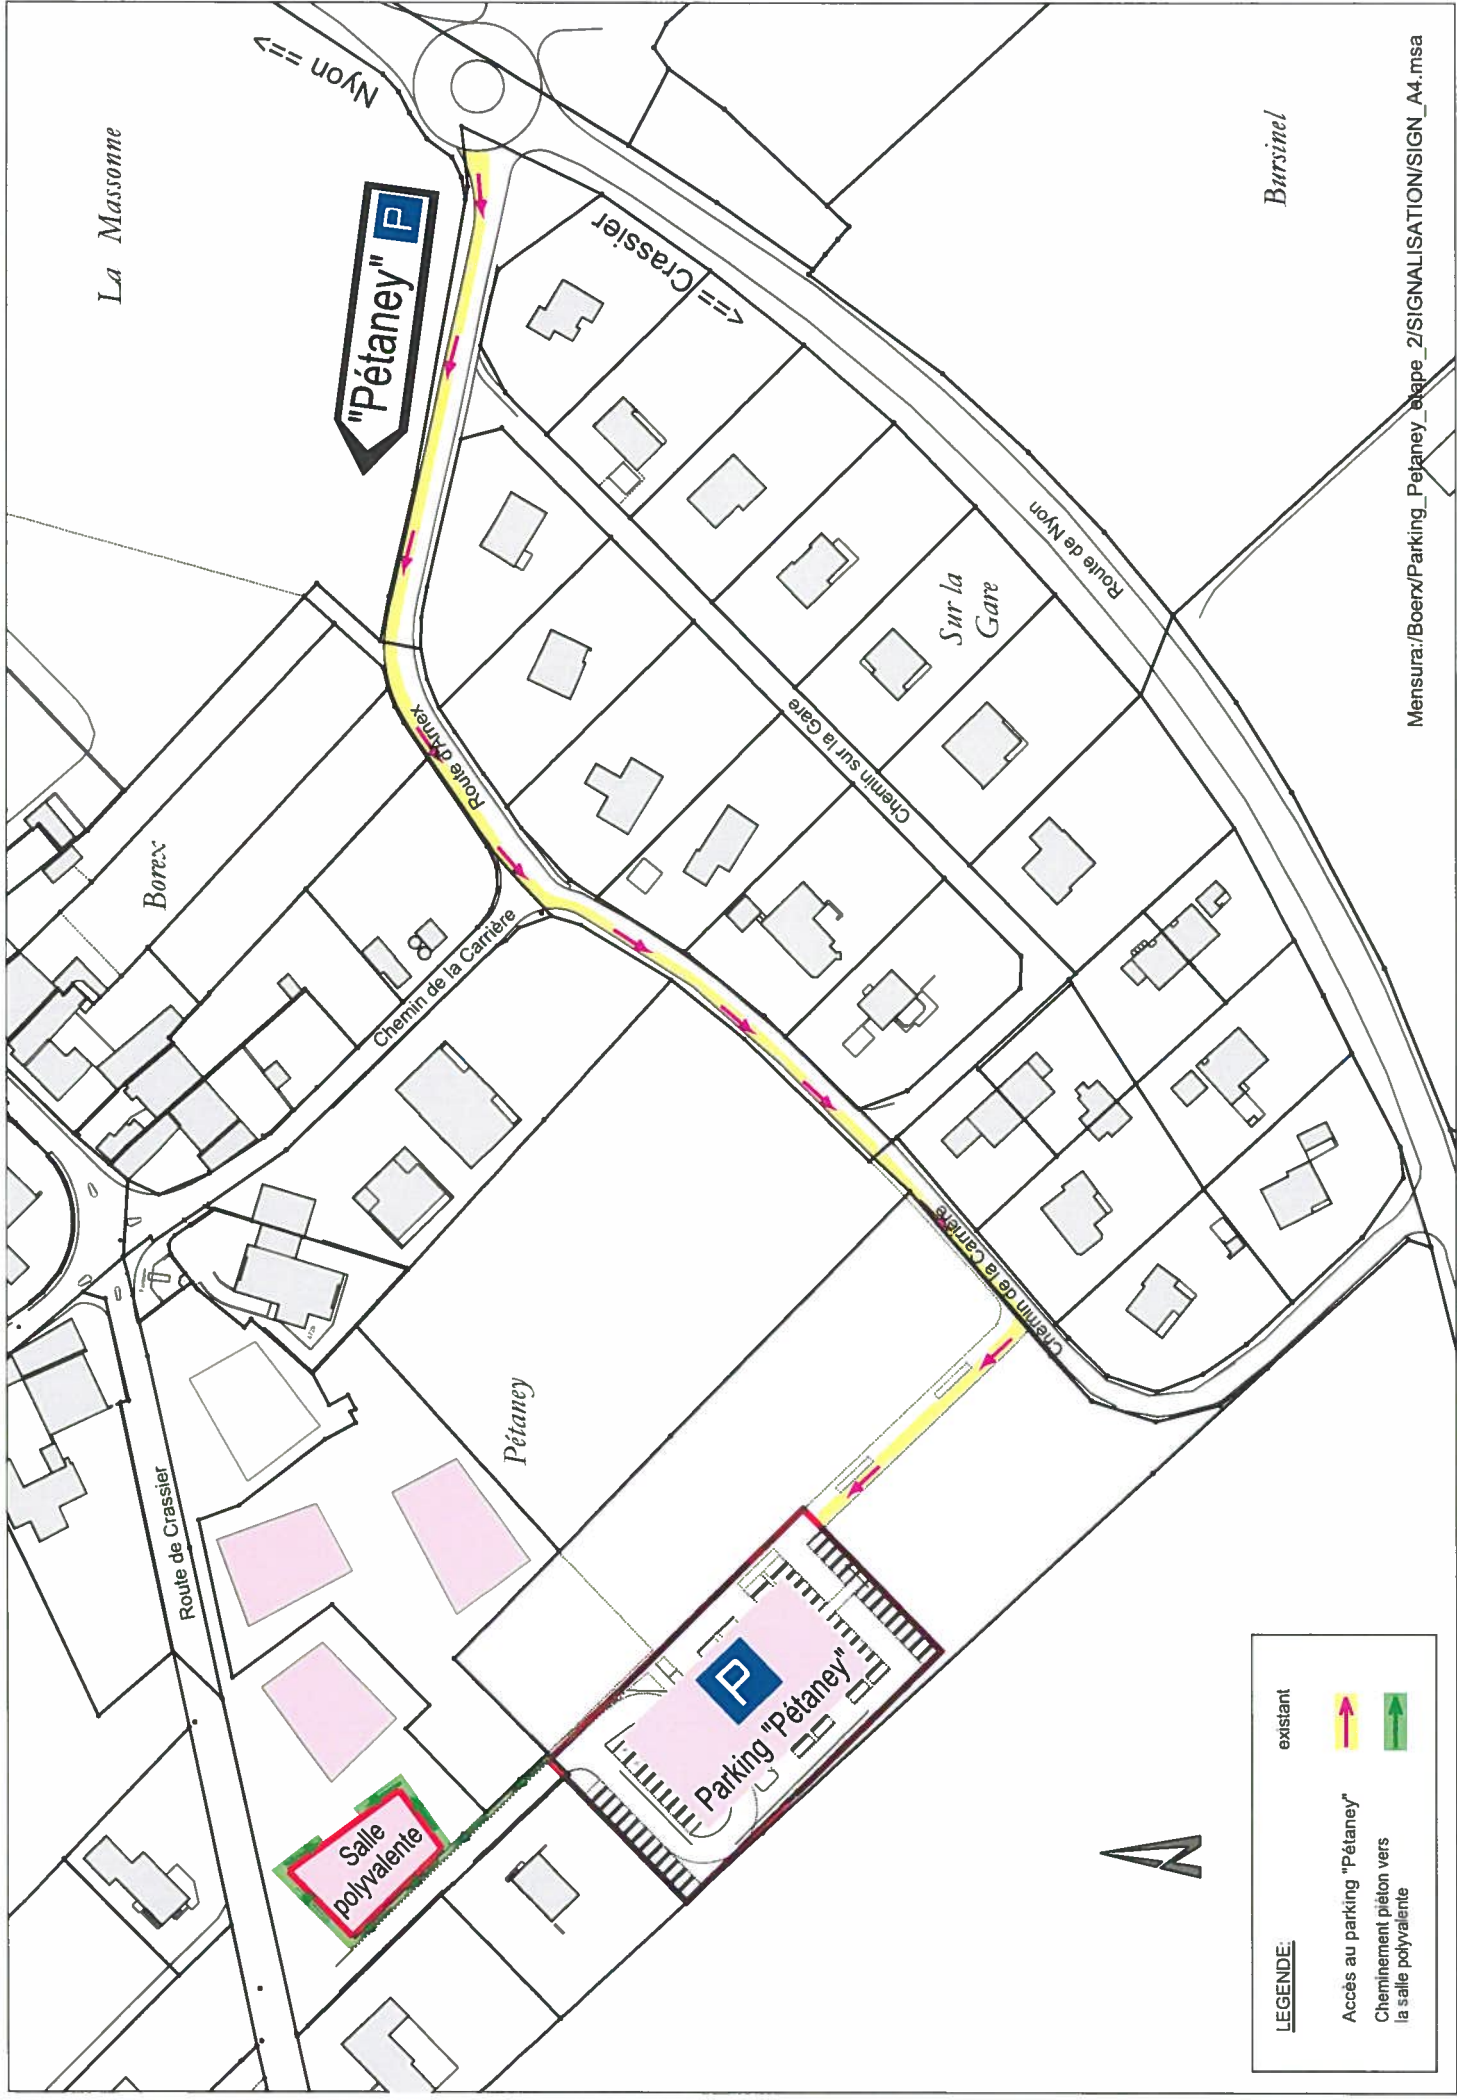 La Massonne
Nyon ==>
"Pétaney" P
<== Crassier
Bursinel
Borex
Route d'Arnex
Chemin de la Carrière
Chemin sur la Gare
Sur la
Gare
Route de Nyon
Chemin de la Carrière
Pétaney
Route de Crassier
Salle
polyvalente
P
Parking "Pétaney"
LEGENDE:
existant
Accès au parking "Pétaney"
Cheminement piéton vers
la salle polyvalente
Mensura:/Boerx/Parking_Petaney_etape_2/SIGNALISATION/SIGN_A4.msa